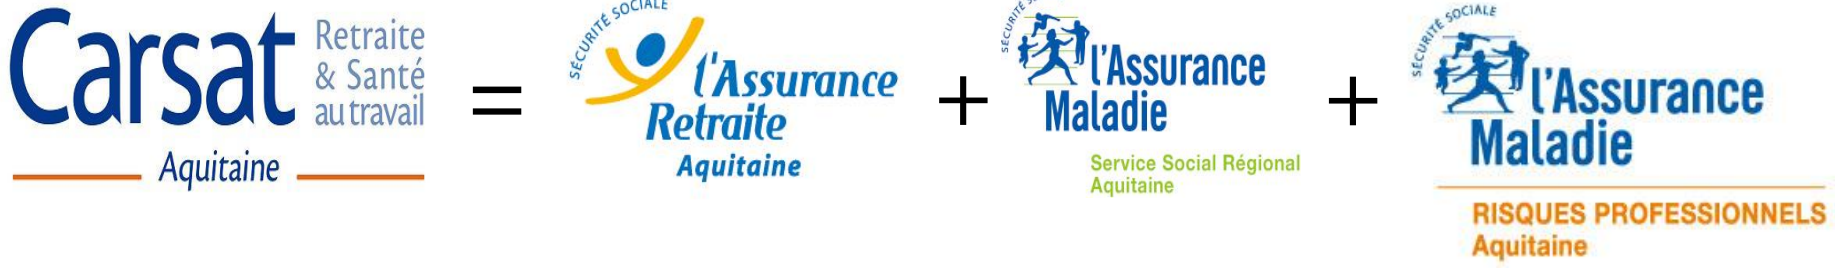 Carsat
Retraite
& Santé
au travail
Aquitaine
=
SÉCURITÉ SOCIALE
l'Assurance
Retraite
Aquitaine
+
SÉCURITÉ
l'Assurance
Maladie
Service Social Régional
Aquitaine
+
SÉCURITÉ SOCIALE
l'Assurance
Maladie
RISQUES PROFESSIONNELS
Aquitaine